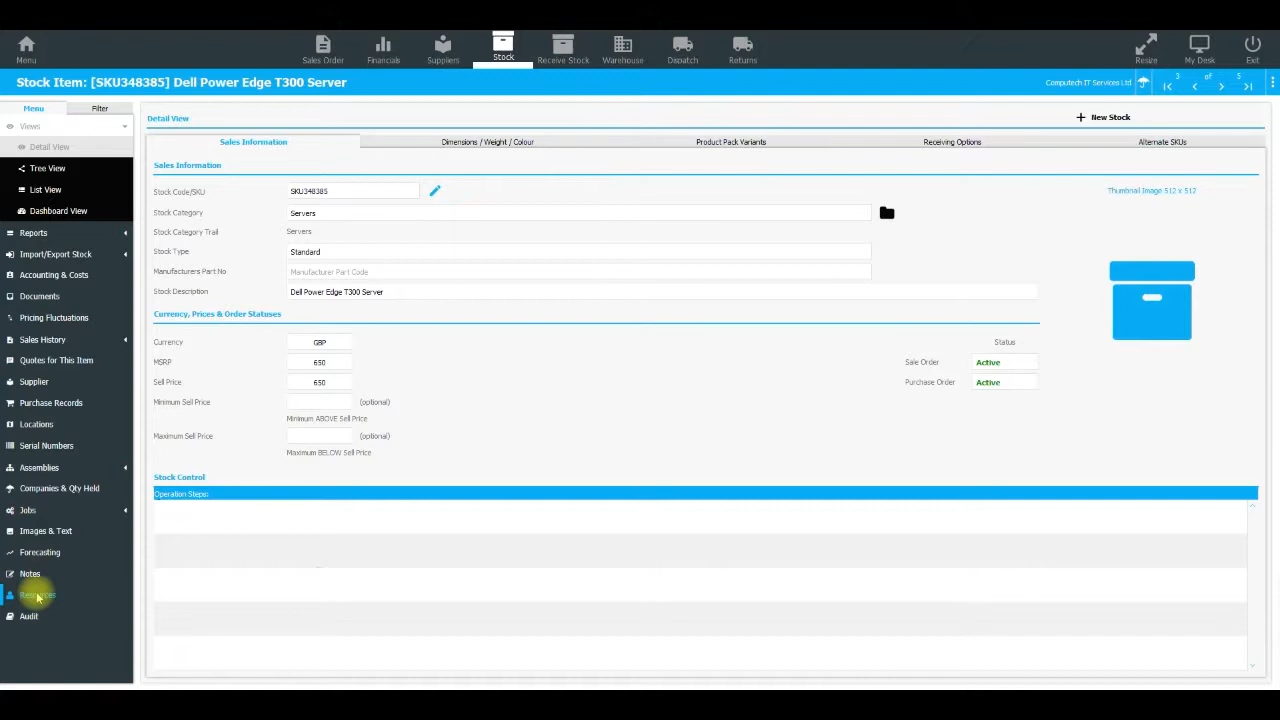 Menu
Sales Order
Financials
Suppliers
Stock
Receive Stock
Warehouse
Dispatch
Returns
Resize
My Desk
Exit
Stock Item: [SKU348385] Dell Power Edge T300 Server
Computech IT Services Ltd
3 of 5
Menu
Filter
Views
Detail View
Tree View
List View
Dashboard View
Reports
Import/Export Stock
Accounting & Costs
Documents
Pricing Fluctuations
Sales History
Quotes for This Item
Supplier
Purchase Records
Locations
Serial Numbers
Assemblies
Companies & Qty Held
Jobs
Images & Text
Forecasting
Notes
Resources
Audit
Detail View
New Stock
Sales Information
Dimensions / Weight / Colour
Product Pack Variants
Receiving Options
Alternate SKUs
Sales Information
Stock Code/SKU SKU348385
Thumbnail Image 512 x 512
Stock Category Servers
Stock Category Trail Servers
Stock Type Standard
Manufacturers Part No Manufacturer Part Code
Stock Description Dell Power Edge T300 Server
Currency, Prices & Order Statuses
Currency GBP
Status
MSRP 650
Sale Order Active
Sell Price 650
Purchase Order Active
Minimum Sell Price (optional)
Minimum ABOVE Sell Price
Maximum Sell Price (optional)
Maximum BELOW Sell Price
Stock Control
Operation Steps: